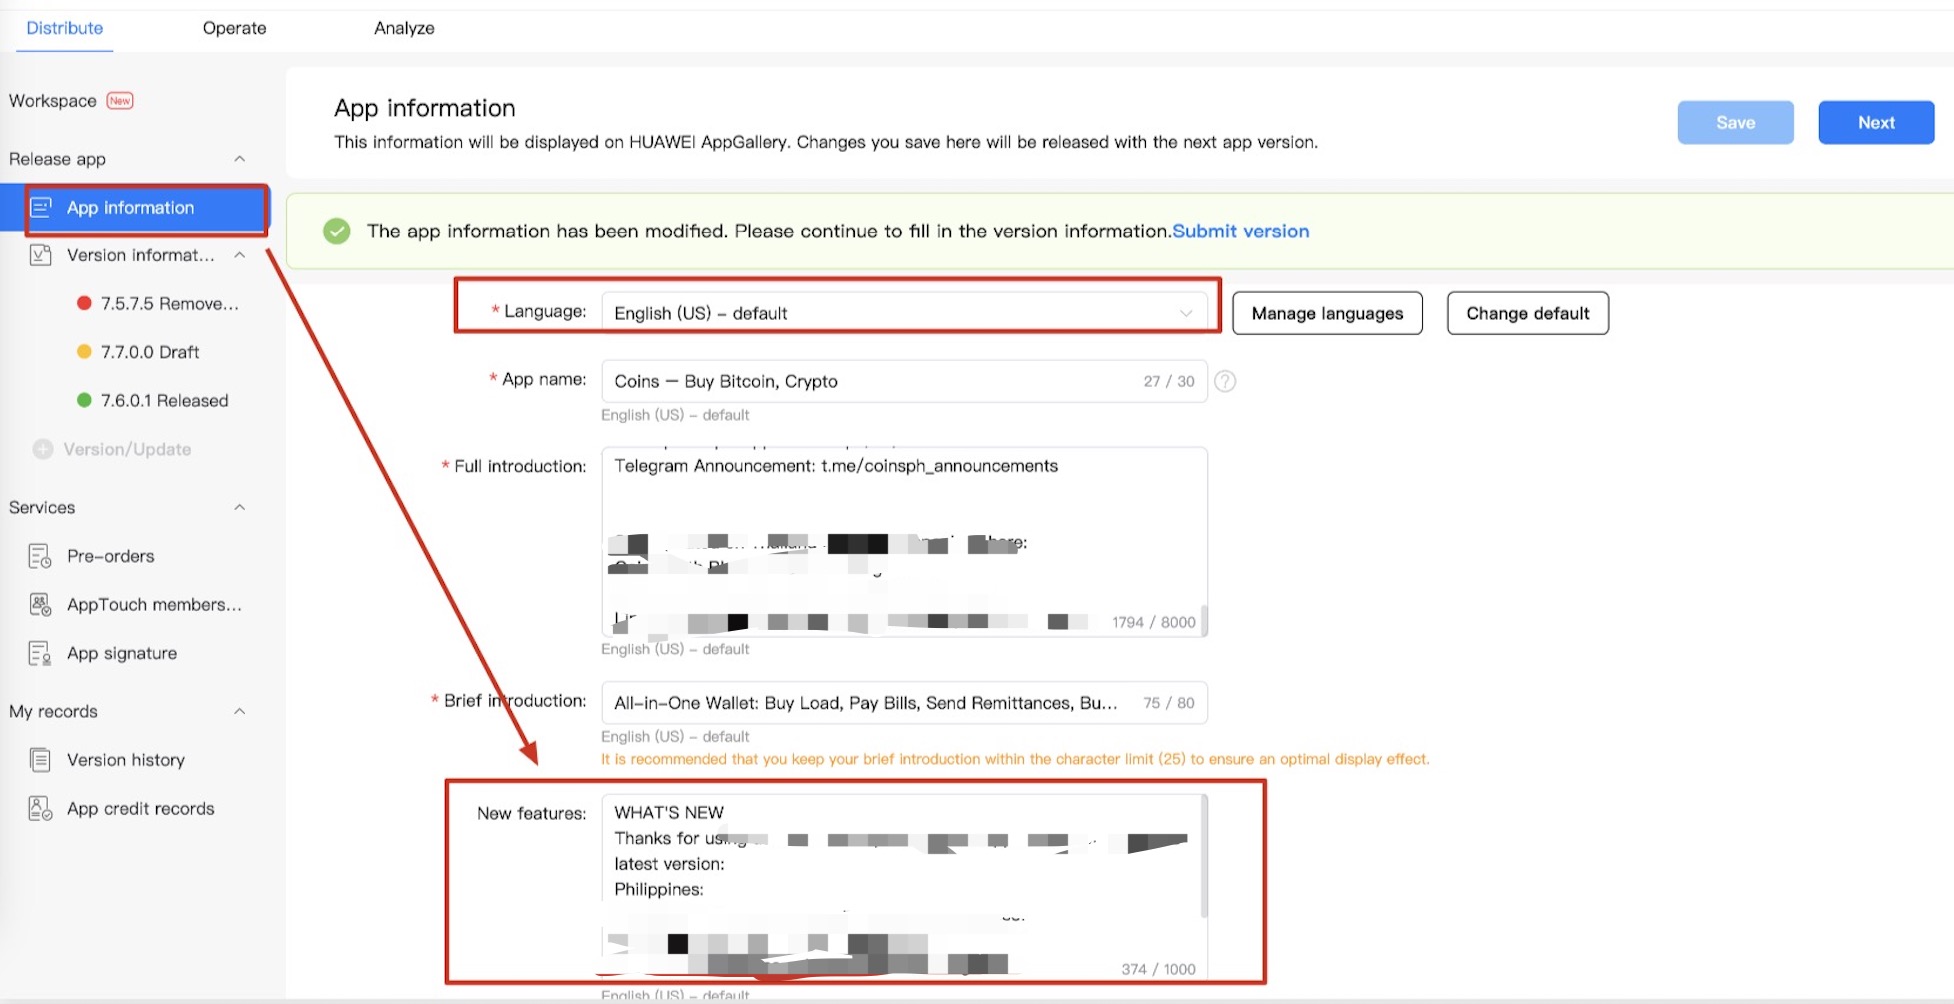 Distribute Operate Analyze
Workspace New
Release app
App information
Version informat...
7.5.7.5 Remove...
7.7.0.0 Draft
7.6.0.1 Released
Version/Update
Services
Pre-orders
AppTouch members...
App signature
My records
Version history
App credit records
App information
This information will be displayed on HUAWEI AppGallery. Changes you save here will be released with the next app version.
Save Next
The app information has been modified. Please continue to fill in the version information.Submit version
* Language: English (US) – default Manage languages Change default
* App name: Coins — Buy Bitcoin, Crypto 27 / 30 ?
English (US) – default
* Full introduction: Telegram Announcement: t.me/coinsph_announcements
1794 / 8000
English (US) – default
* Brief introduction: All-in-One Wallet: Buy Load, Pay Bills, Send Remittances, Bu... 75 / 80
English (US) – default
It is recommended that you keep your brief introduction within the character limit (25) to ensure an optimal display effect.
New features: WHAT'S NEW
Thanks for
latest version:
Philippines:
374 / 1000
English (US) – default